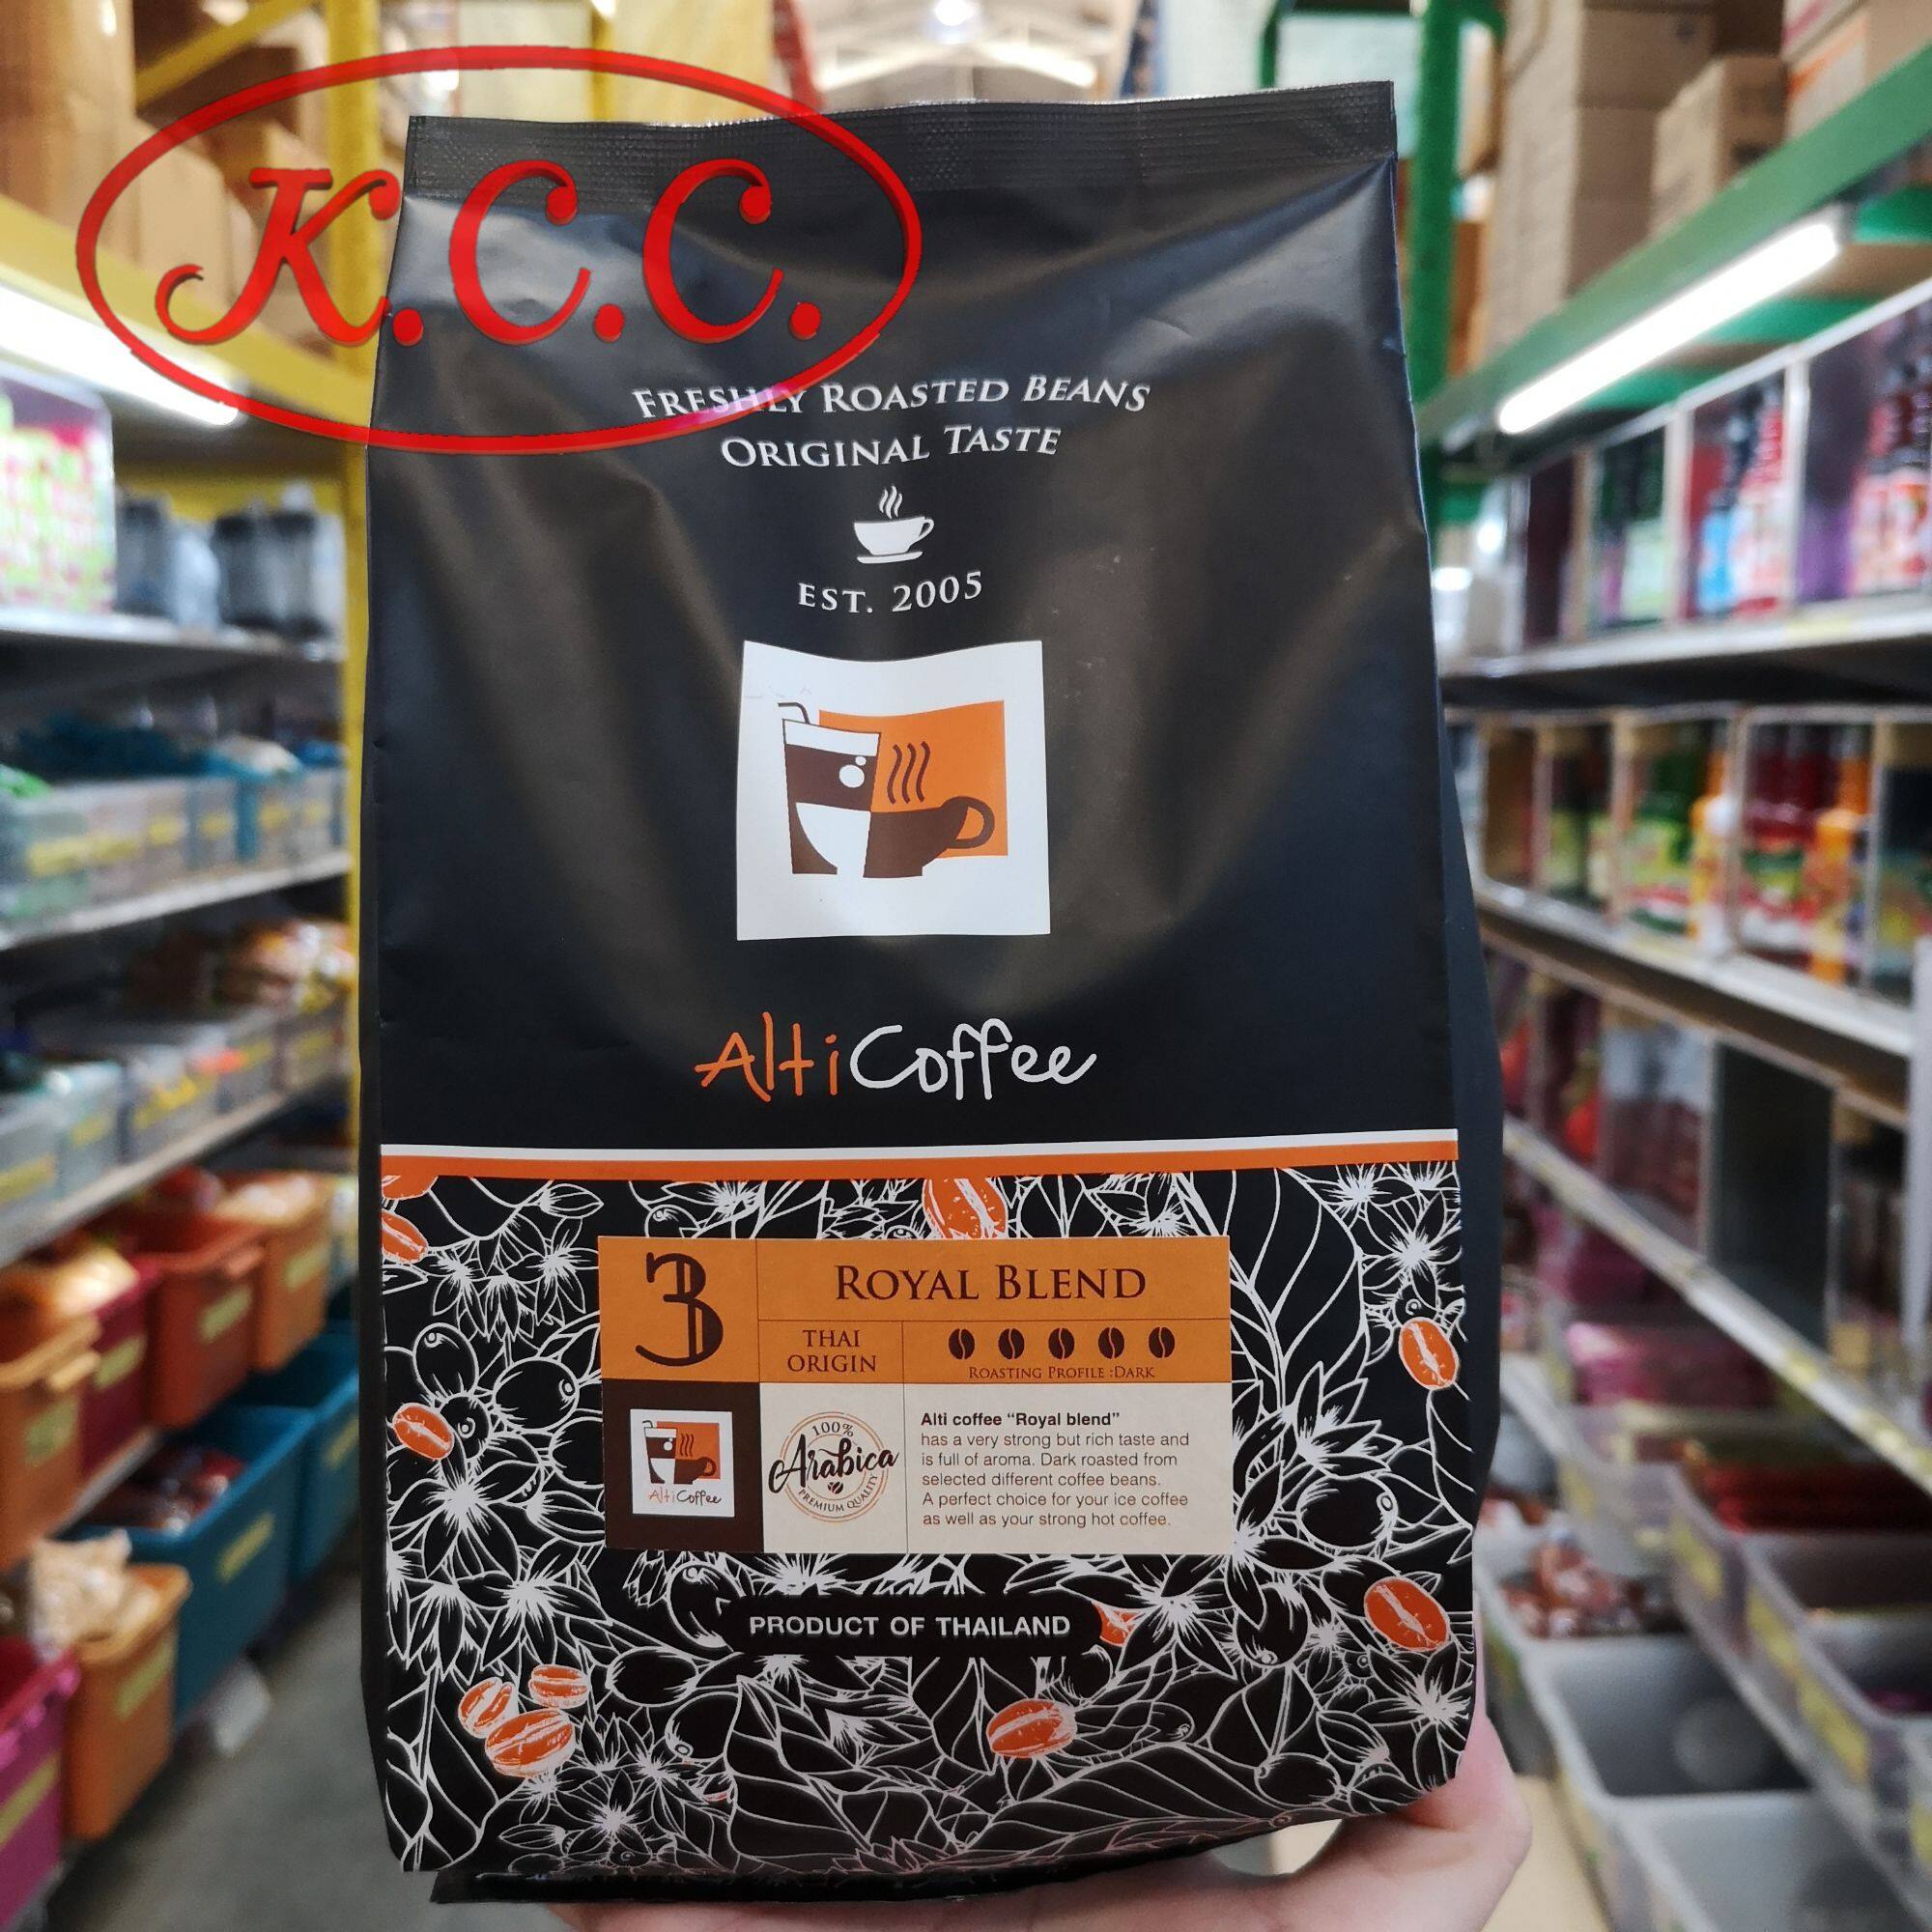 K.C.C.
FRESHLY ROASTED BEANS
ORIGINAL TASTE
EST. 2005
AltiCoffee
3
ROYAL BLEND
THAI
ORIGIN
ROASTING PROFILE :DARK
AltiCoffee
100%
Arabica
PREMIUM QUALITY
Alti coffee “Royal blend”
has a very strong but rich taste and
is full of aroma. Dark roasted from
selected different coffee beans.
A perfect choice for your ice coffee
as well as your strong hot coffee.
PRODUCT OF THAILAND